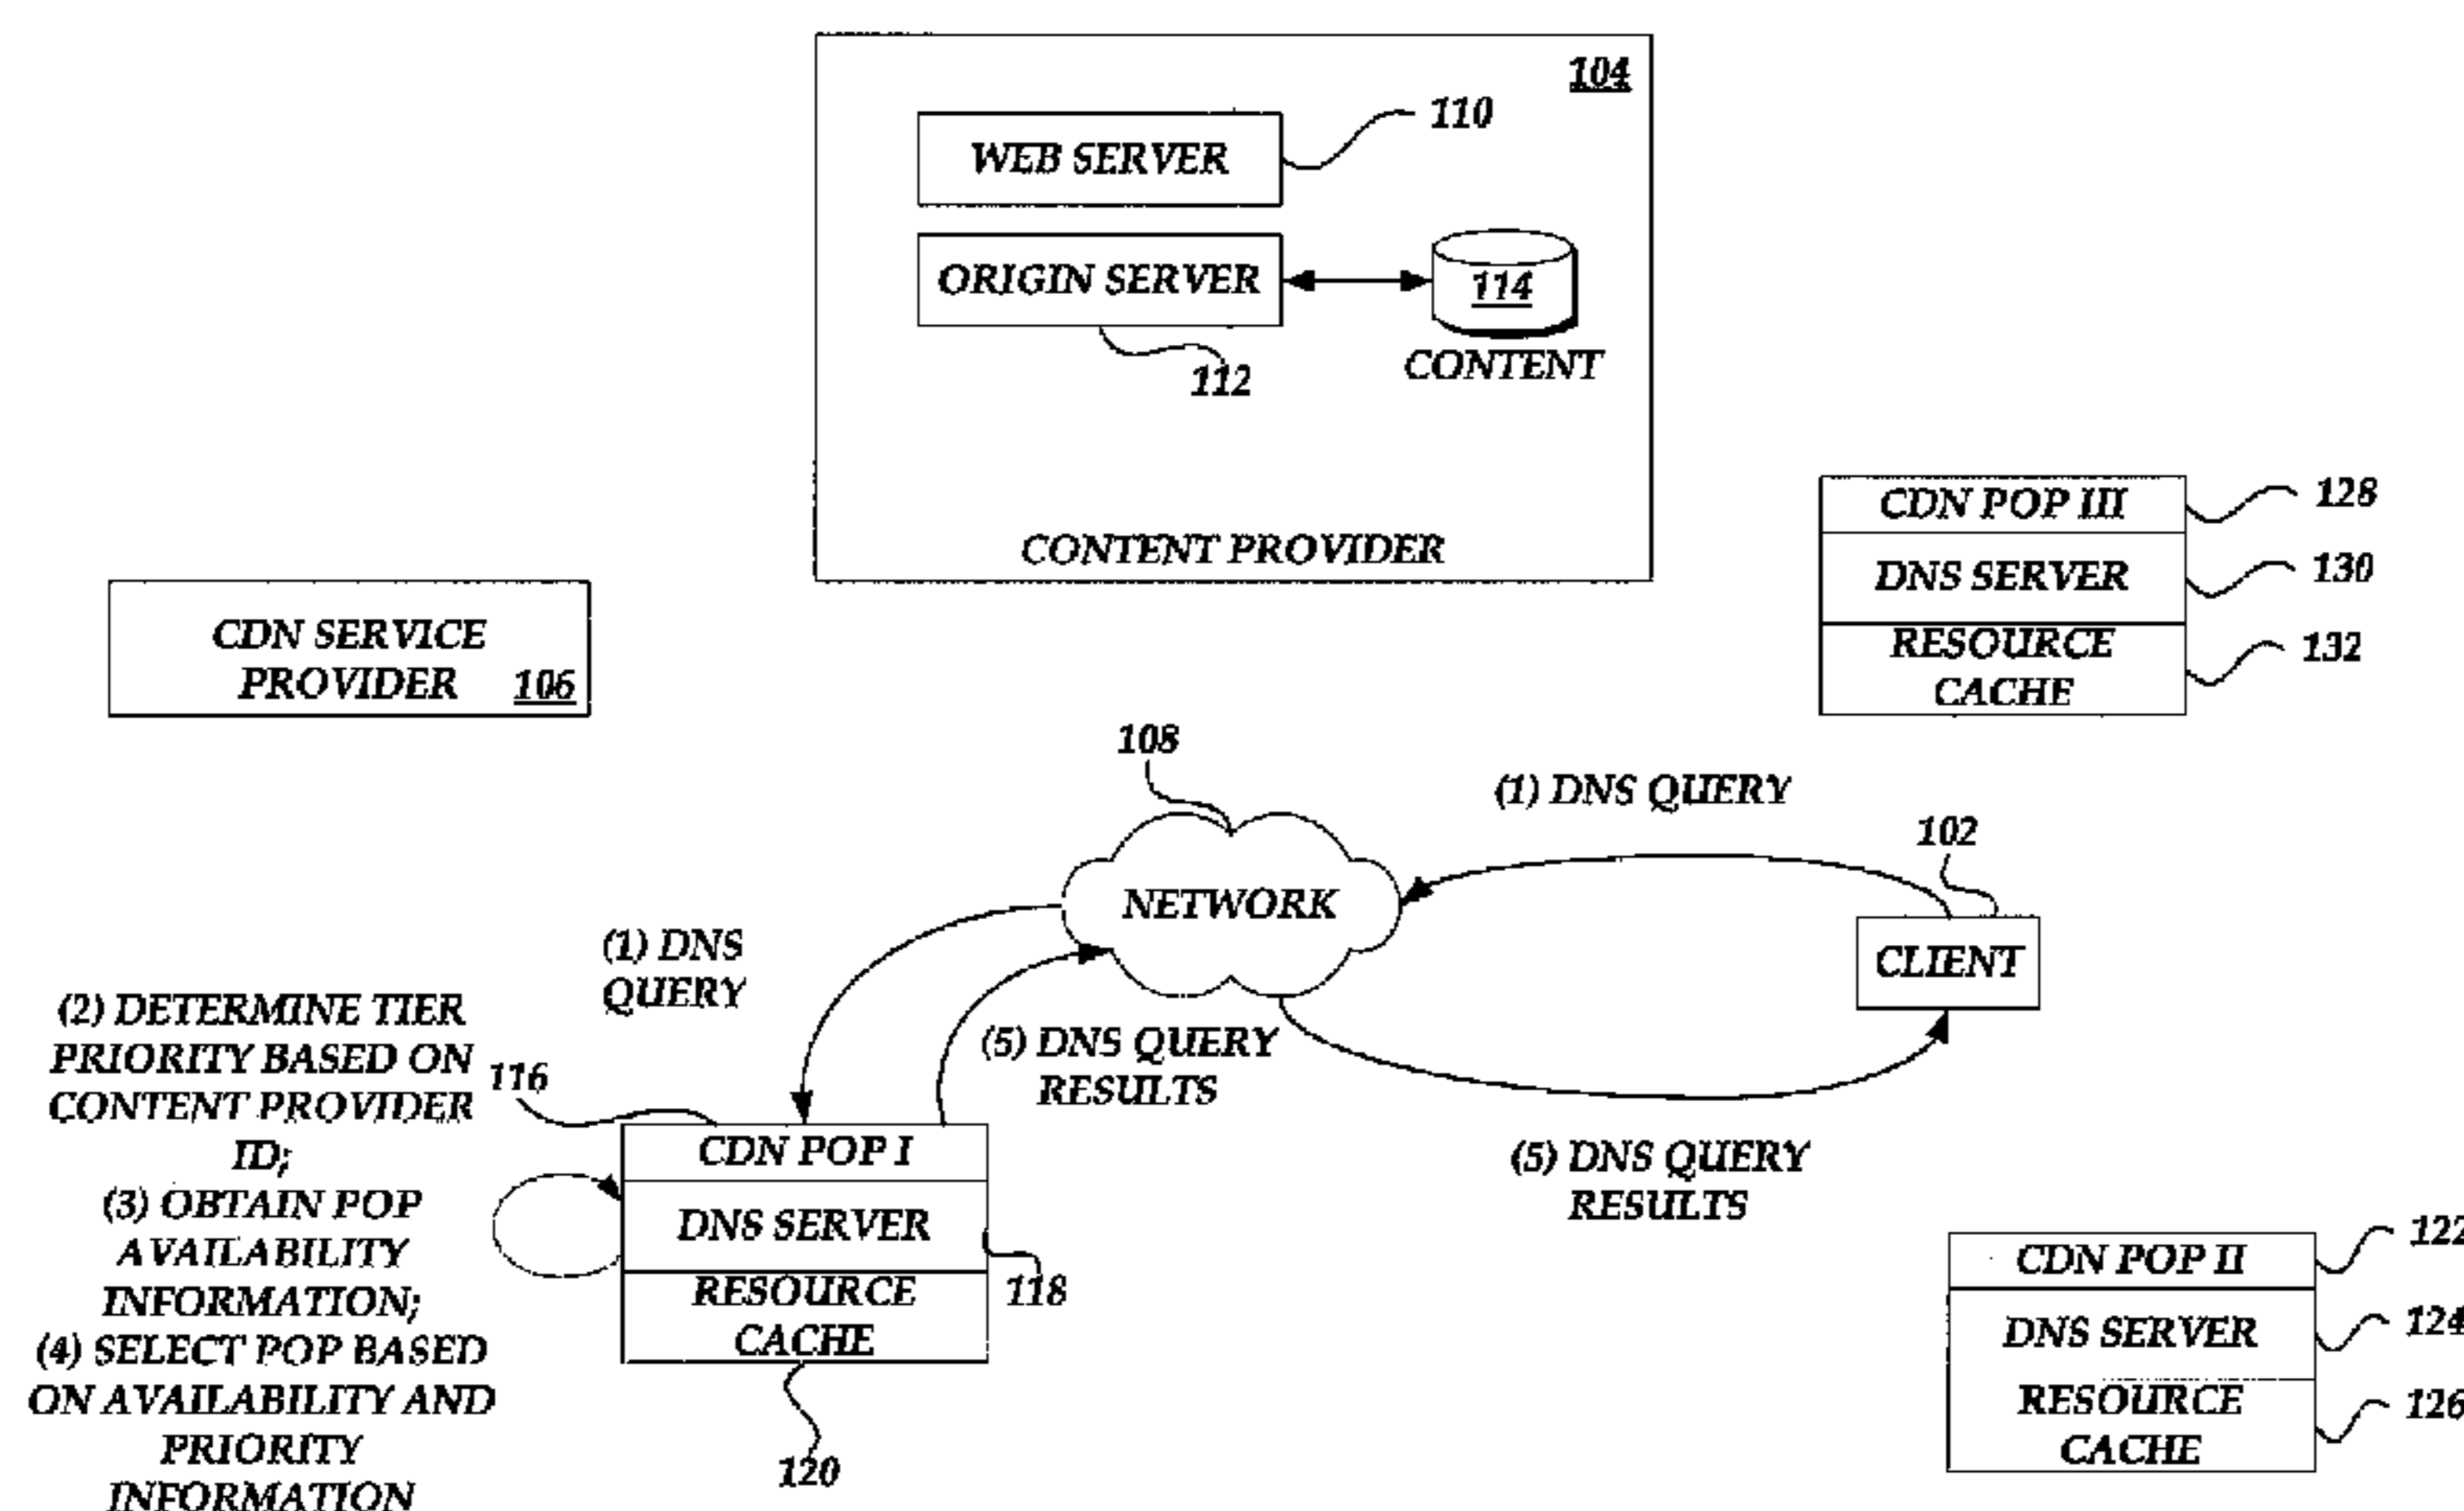 104
110
WEB SERVER
ORIGIN SERVER
114
112
CONTENT
CONTENT PROVIDER
CDN POP III
128
DNS SERVER
130
RESOURCE
CACHE
132
CDN SERVICE
PROVIDER
106
108
(1) DNS QUERY
102
NETWORK
CLIENT
(1) DNS
QUERY
(5) DNS QUERY
RESULTS
(5) DNS QUERY
RESULTS
(2) DETERMINE TIER
PRIORITY BASED ON
CONTENT PROVIDER
ID;
(3) OBTAIN POP
AVAILABILITY
INFORMATION;
(4) SELECT POP BASED
ON AVAILABILITY AND
PRIORITY
INFORMATION
116
CDN POP I
DNS SERVER
118
RESOURCE
CACHE
120
CDN POP II
122
DNS SERVER
124
RESOURCE
CACHE
126